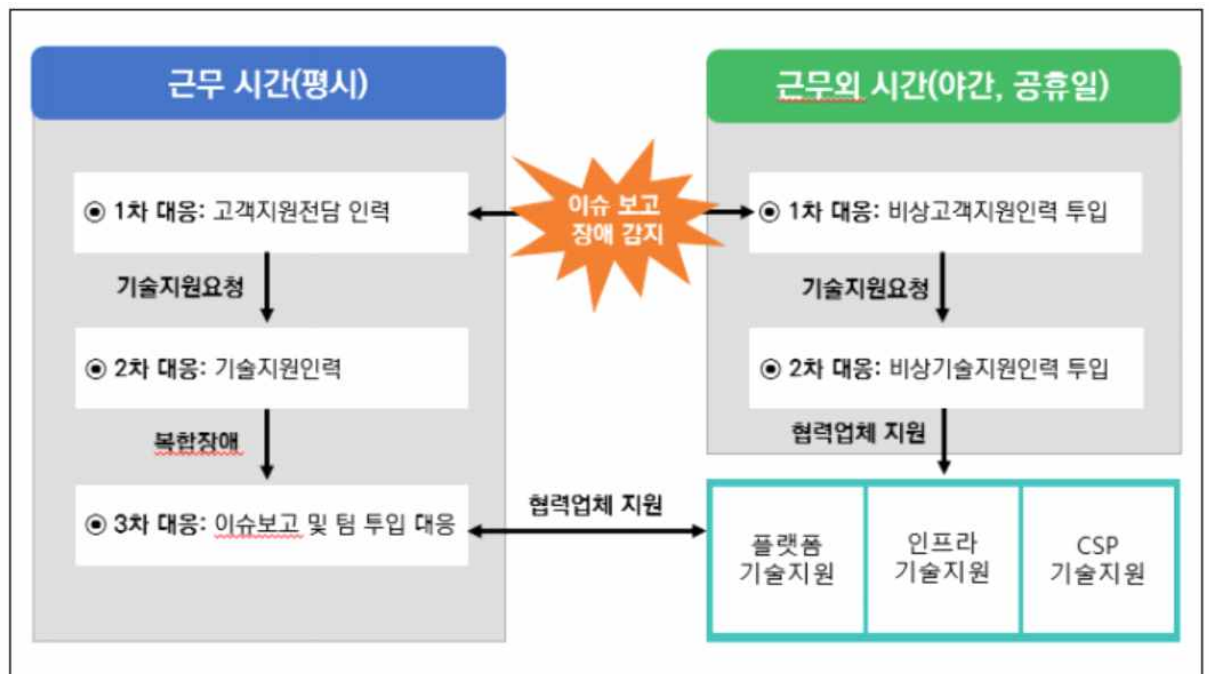 근무 시간(평시)
근무외 시간(야간, 공휴일)
이슈 보고
장애 감지
◉ 1차 대응: 고객지원전담 인력
기술지원요청
◉ 2차 대응: 기술지원인력
복합장애
◉ 3차 대응: 이슈보고 및 팀 투입 대응
◉ 1차 대응: 비상고객지원인력 투입
기술지원요청
◉ 2차 대응: 비상기술지원인력 투입
협력업체 지원
협력업체 지원
플랫폼
기술지원
인프라
기술지원
CSP
기술지원